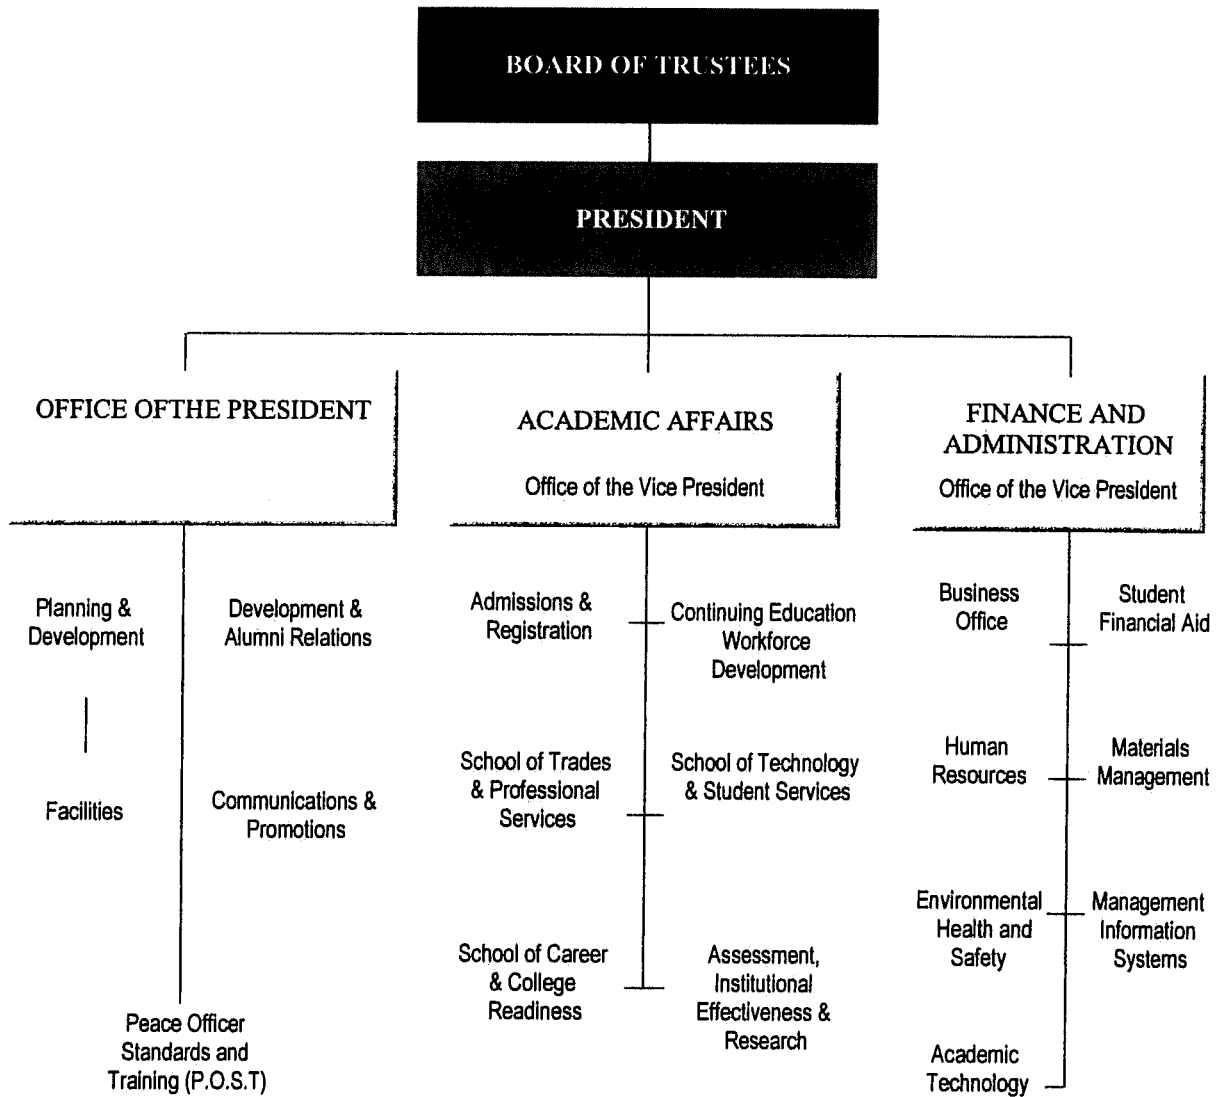 BOARD OF TRUSTEES
PRESIDENT
OFFICE OFTHE PRESIDENT
ACADEMIC AFFAIRS
Office of the Vice President
FINANCE AND
ADMINISTRATION
Office of the Vice President
Planning &
Development
Development &
Alumni Relations
Facilities
Communications &
Promotions
Peace Officer
Standards and
Training (P.O.S.T)
Admissions &
Registration
Continuing Education
Workforce
Development
School of Trades
& Professional
Services
School of Technology
& Student Services
School of Career
& College
Readiness
Assessment,
Institutional
Effectiveness &
Research
Business
Office
Student
Financial Aid
Human
Resources
Materials
Management
Environmental
Health and
Safety
Management
Information
Systems
Academic
Technology